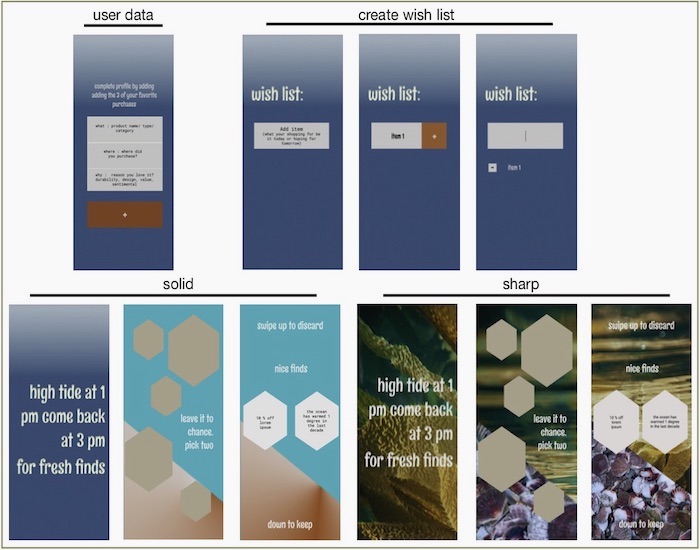 user data
create wish list
complete profile by adding
adding the 3 of your favorite
purchases
what : product name/ type/
category
where : where did
you purchase?
why : reason you love it?
durability, design, value,
sentimental
+
wish list:
Add item
(what your shopping for be
it today or hoping for
tomorrow)
wish list:
Item 1
+
wish list:
-
Item 1
solid
sharp
high tide at 1
pm come back
at 3 pm
for fresh finds
leave it to
chance.
pick two
swipe up to discard
nice finds
10 % off
lorem
ipsum
the ocean
has warmed 1
degree in
the last
decade
down to keep
high tide at 1
pm come back
at 3 pm
for fresh finds
leave it to
chance.
pick two
swipe up to discard
nice finds
10 % off
lorem
ipsum
the ocean has
warmed 1 degree
in the last decade
down to keep